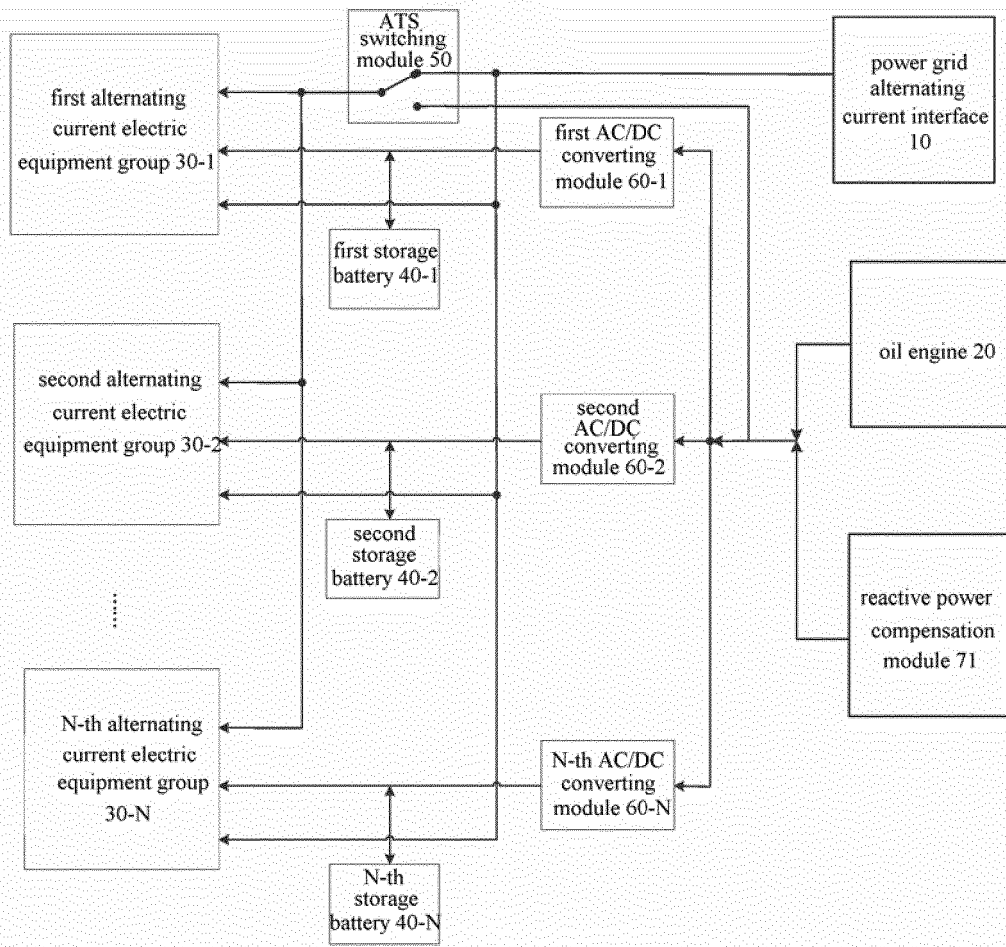 ATS
switching
module 50
power grid
alternating
current interface
10
first alternating
current electric
equipment group 30-1
first AC/DC
converting
module 60-1
first storage
battery 40-1
oil engine 20
second alternating
current electric
equipment group 30-2
second
AC/DC
converting
module 60-2
second
storage
battery 40-2
reactive power
compensation
module 71
N-th alternating
current electric
equipment group
30-N
N-th AC/DC
converting
module 60-N
N-th
storage
battery 40-N